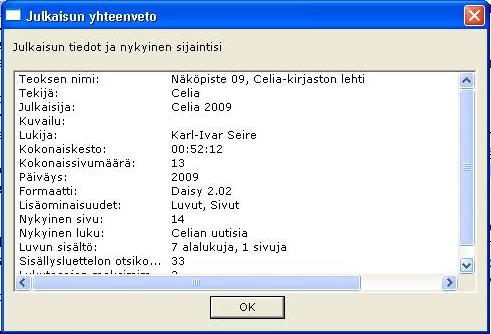 Julkaisun yhteenveto
Julkaisun tiedot ja nykyinen sijaintisi
Teoksen nimi: Näköpiste 09, Celia-kirjaston lehti
Tekijä: Celia
Julkaisija: Celia 2009
Kuvailu:
Lukija: Karl-Ivar Seire
Kokonaiskesto: 00:52:12
Kokonaissivumäärä: 13
Päiväys: 2009
Formaatti: Daisy 2.02
Lisäominaisuudet: Luvut, Sivut
Nykyinen sivu: 14
Nykyinen luku: Celian uutisia
Luvun sisältö: 7 alalukuja, 1 sivuja
Sisällysluettelon otsiko... 33
OK